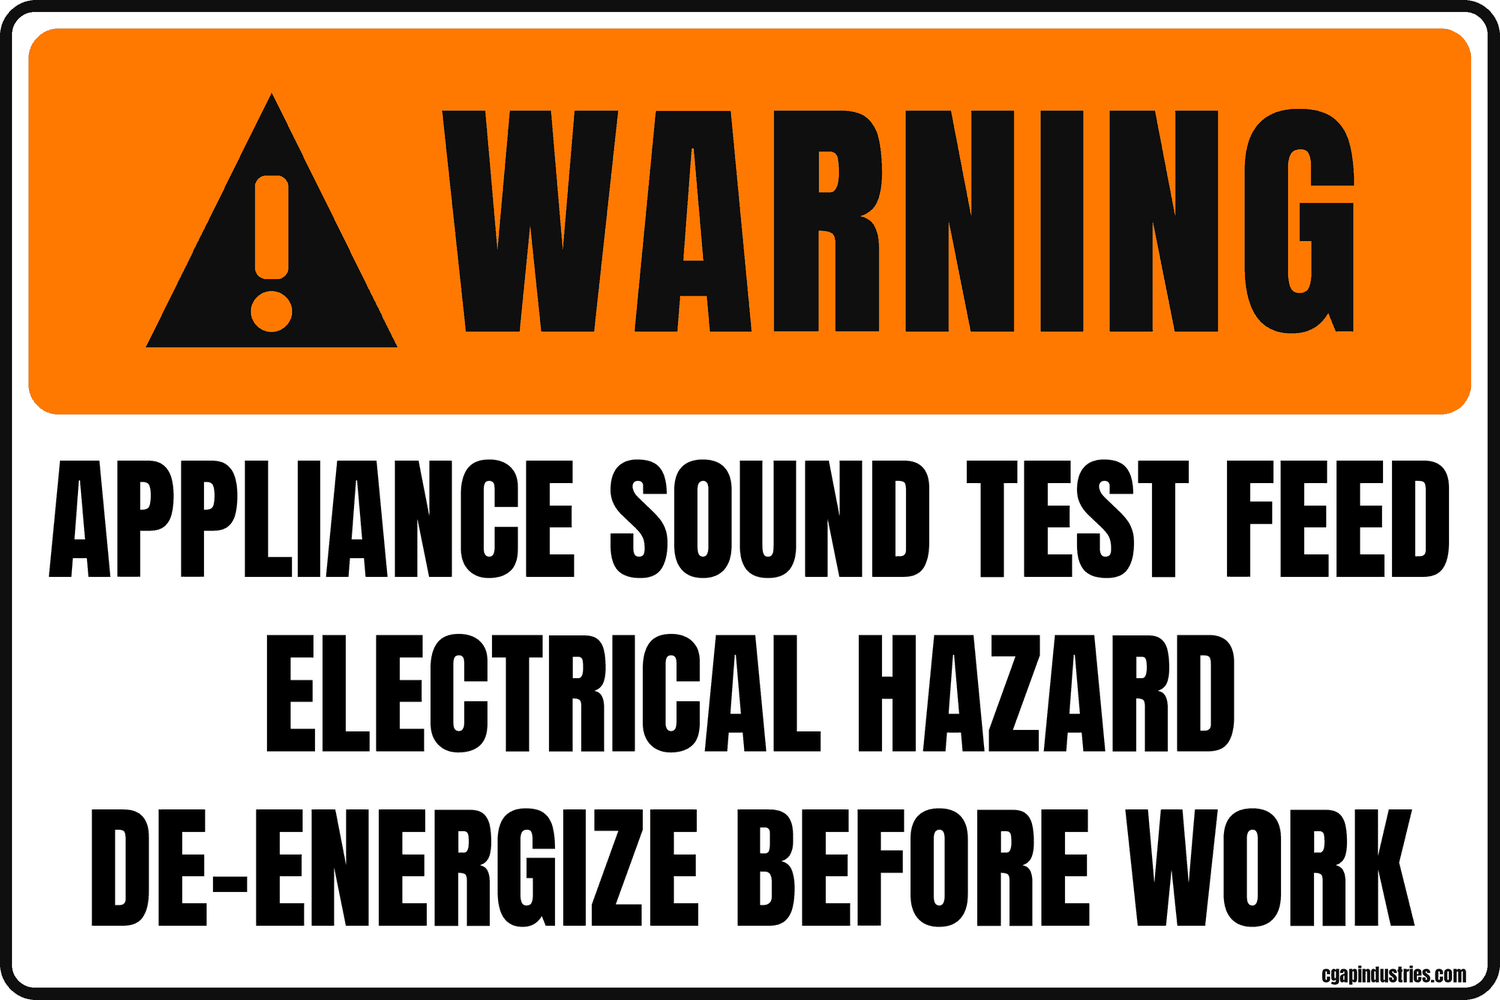 WARNING
APPLIANCE SOUND TEST FEED
ELECTRICAL HAZARD
DE-ENERGIZE BEFORE WORK
cgapindustries.com